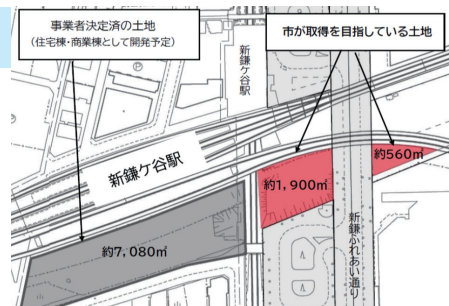 事業者決定済の土地
（住宅棟・商業棟として開発予定）
市が取得を目指している土地
新鎌ケ谷駅
新鎌ケ谷駅
約1,900㎡
約560㎡
約7,080㎡
新鎌ふれあい通り